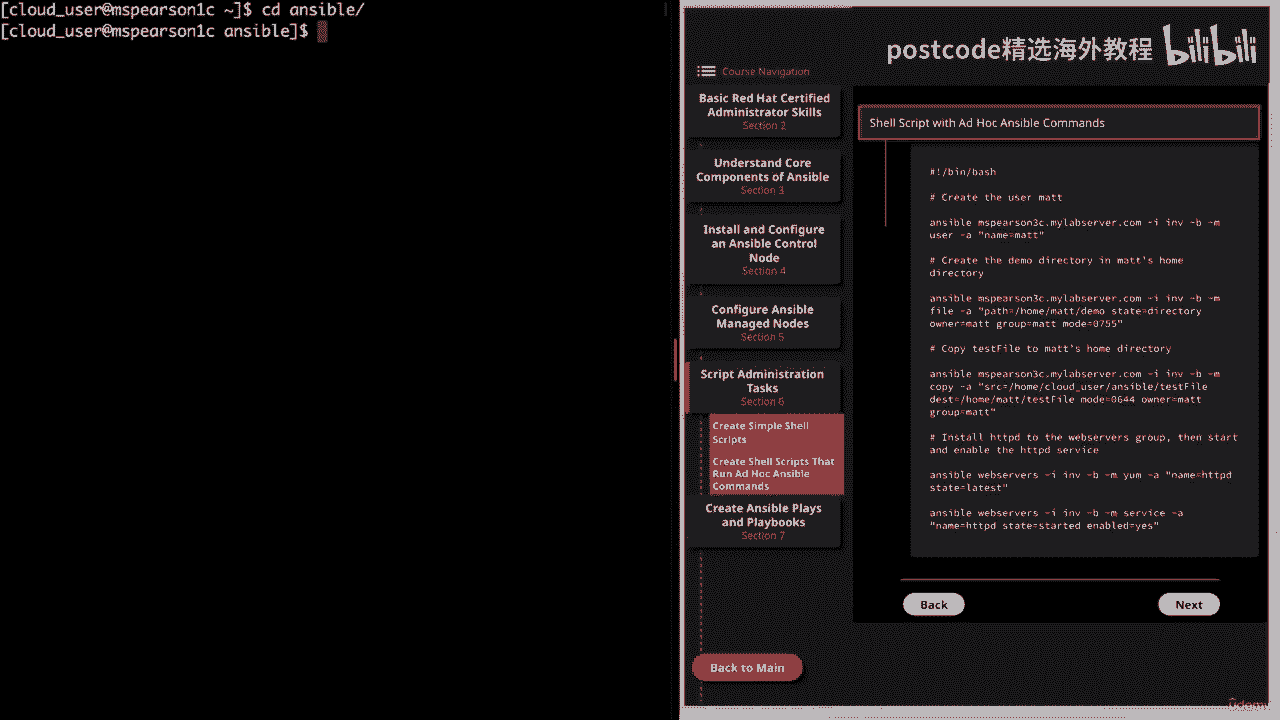 [cloud_user@mspearson1c ~]$ cd ansible/
[cloud_user@mspearson1c ansible]$
postcode精选海外教程 bilibili
Course Navigation
Basic Red Hat Certified
Administrator Skills
Section 2
Understand Core
Components of Ansible
Section 3
Install and Configure
an Ansible Control
Node
Section 4
Configure Ansible
Managed Nodes
Section 5
Script Administration
Tasks
Section 6
Create Simple Shell
Scripts
Create Shell Scripts That
Run Ad Hoc Ansible
Commands
Create Ansible Plays
and Playbooks
Section 7
Back to Main
Shell Script with Ad Hoc Ansible Commands
#!/bin/bash
# Create the user matt
ansible mspearson3c.mylabserver.com -i inv -b -m
user -a "name=matt"
# Create the demo directory in matt's home
directory
ansible mspearson3c.mylabserver.com -i inv -b -m
file -a "path=/home/matt/demo state=directory
owner=matt group=matt mode=0755"
# Copy testFile to matt's home directory
ansible mspearson3c.mylabserver.com -i inv -b -m
copy -a "src=/home/cloud_user/ansible/testFile
dest=/home/matt/testFile mode=0644 owner=matt
group=matt"
# Install httpd to the webservers group, then start
and enable the httpd service
ansible webservers -i inv -b -m yum -a "name=httpd
state=latest"
ansible webservers -i inv -b -m service -a
"name=httpd state=started enabled=yes"
Back
Next
Udemy